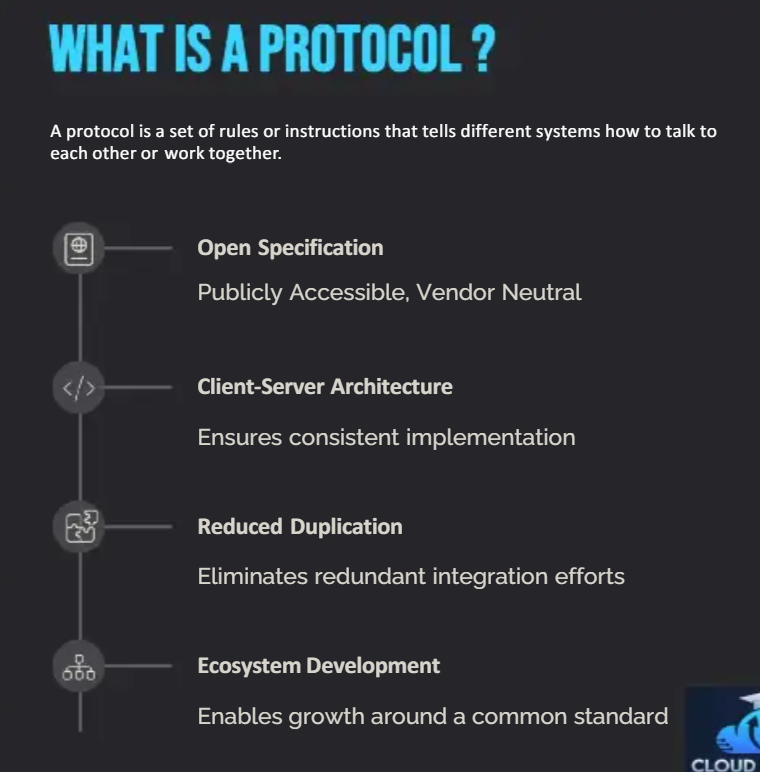 WHAT IS A PROTOCOL ?
A protocol is a set of rules or instructions that tells different systems how to talk to
each other or work together.
Open Specification
Publicly Accessible, Vendor Neutral
</>
Client-Server Architecture
Ensures consistent implementation
Reduced Duplication
Eliminates redundant integration efforts
Ecosystem Development
Enables growth around a common standard
CLOUD